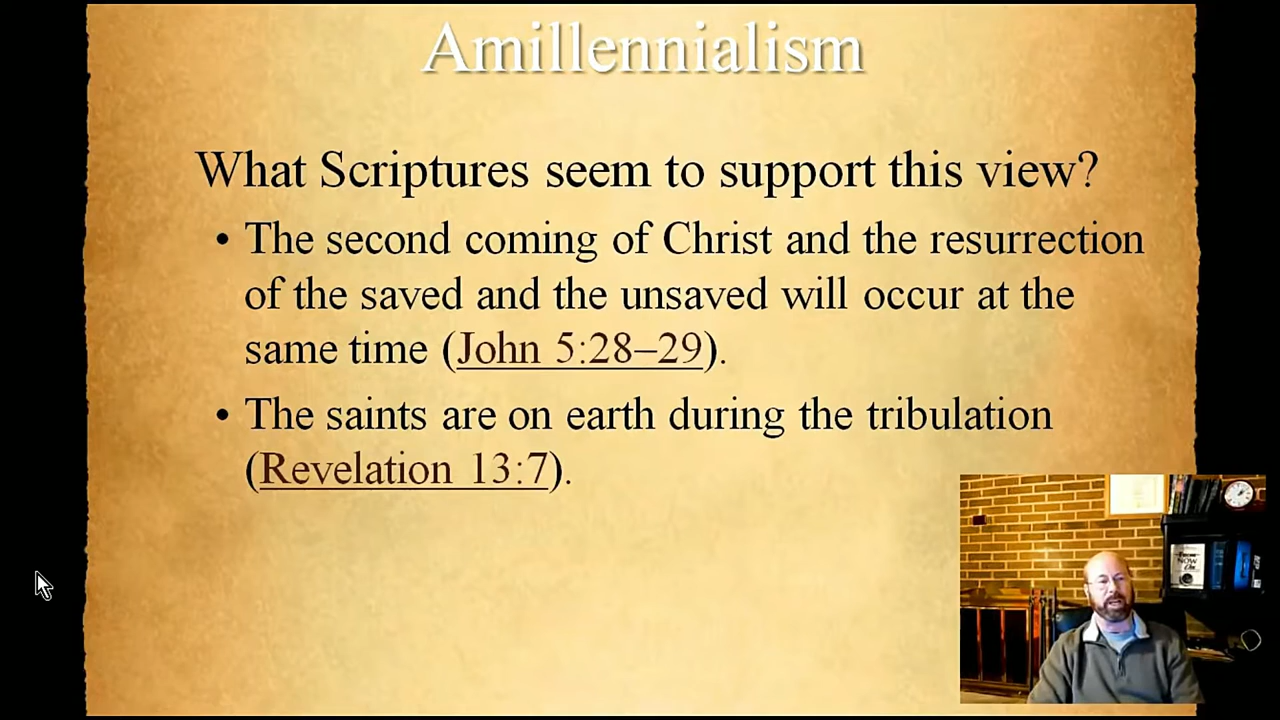 Amillennialism
What Scriptures seem to support this view?
• The second coming of Christ and the resurrection
of the saved and the unsaved will occur at the
same time (John 5:28–29).
• The saints are on earth during the tribulation
(Revelation 13:7).
NOW